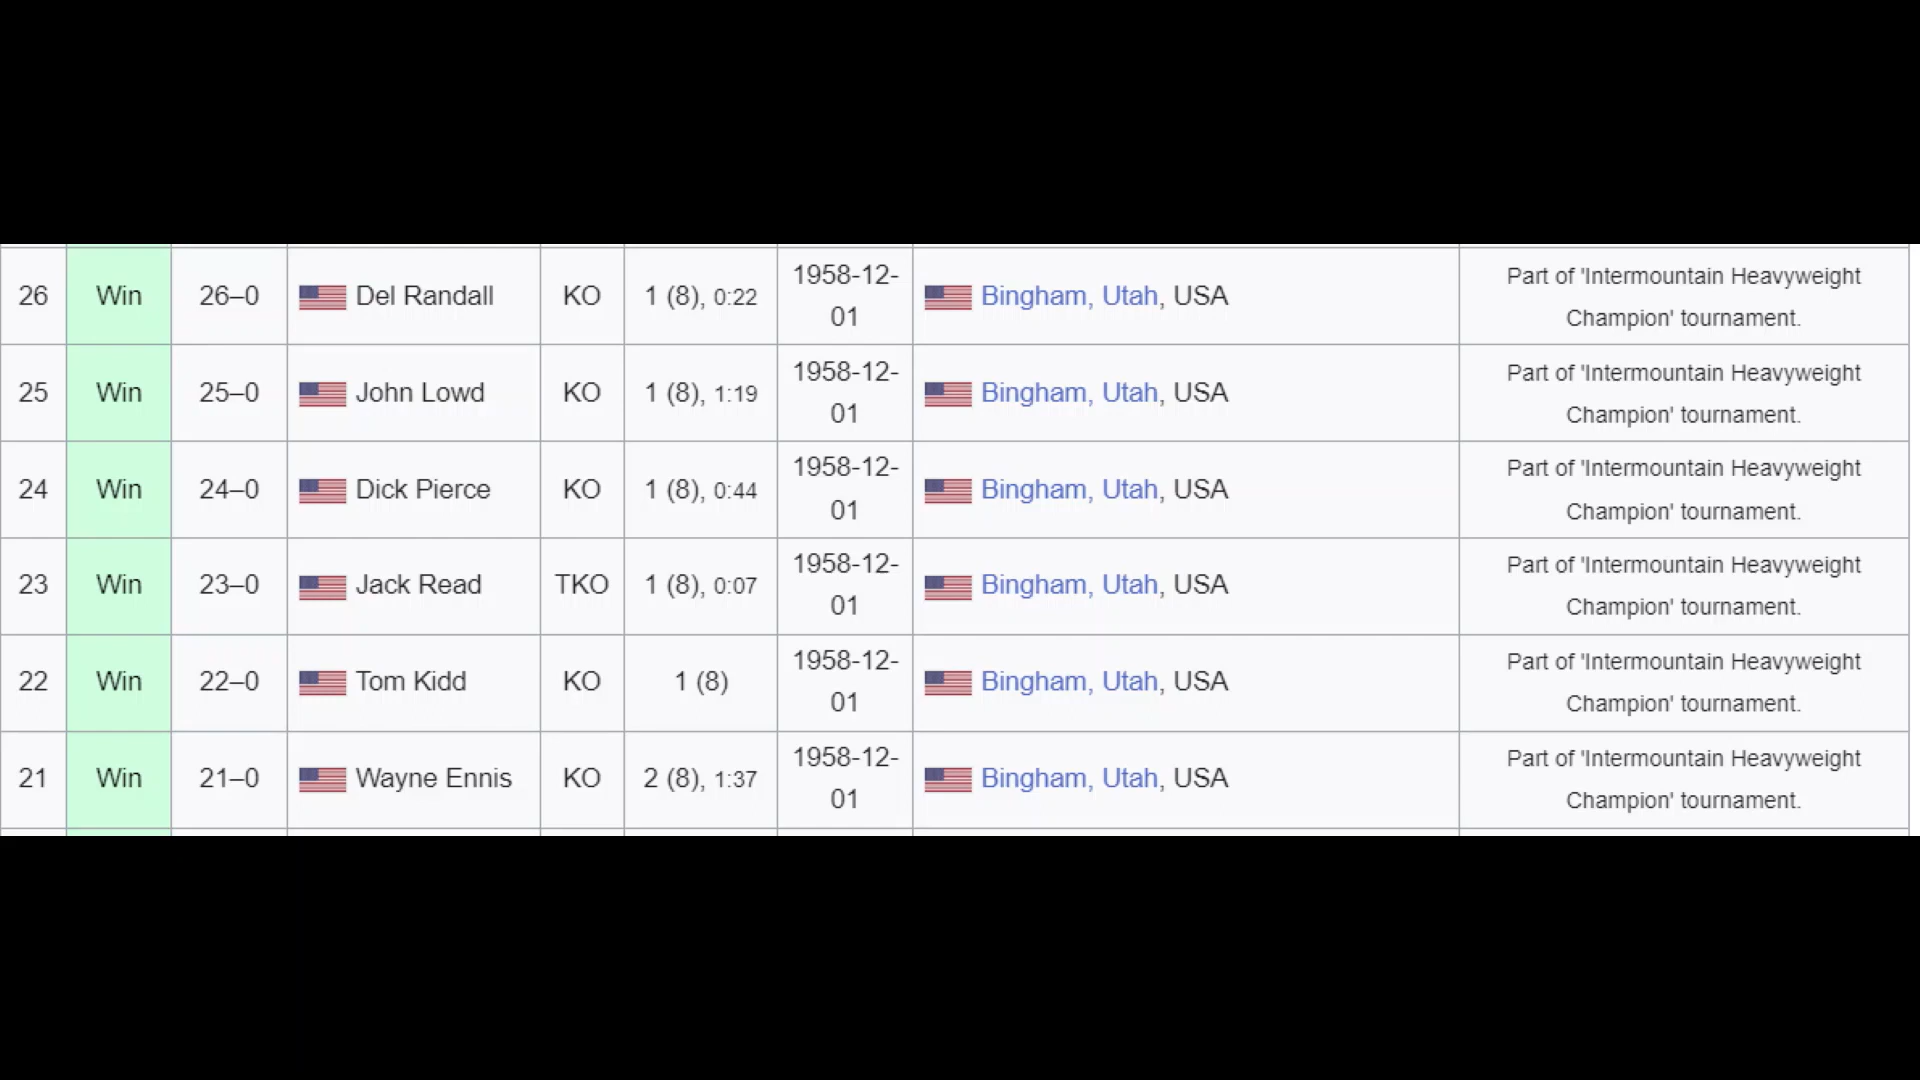 26 Win 26–0 Del Randall KO 1 (8), 0:22 1958-12-01 Bingham, Utah, USA Part of 'Intermountain Heavyweight Champion' tournament.
25 Win 25–0 John Lowd KO 1 (8), 1:19 1958-12-01 Bingham, Utah, USA Part of 'Intermountain Heavyweight Champion' tournament.
24 Win 24–0 Dick Pierce KO 1 (8), 0:44 1958-12-01 Bingham, Utah, USA Part of 'Intermountain Heavyweight Champion' tournament.
23 Win 23–0 Jack Read TKO 1 (8), 0:07 1958-12-01 Bingham, Utah, USA Part of 'Intermountain Heavyweight Champion' tournament.
22 Win 22–0 Tom Kidd KO 1 (8) 1958-12-01 Bingham, Utah, USA Part of 'Intermountain Heavyweight Champion' tournament.
21 Win 21–0 Wayne Ennis KO 2 (8), 1:37 1958-12-01 Bingham, Utah, USA Part of 'Intermountain Heavyweight Champion' tournament.